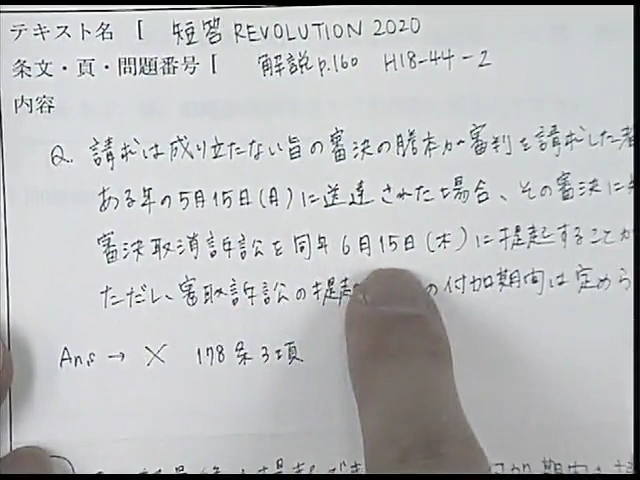 テキスト名 [ 短答 REVOLUTION 2020
条文・頁・問題番号 [ 解説 p.160 H18-44-2
内容
Q. 請求は成り立たない旨の審決の謄本が審判を請求した者
ある年の5月15日(月)に送達された場合、その審決に
審決取消訴訟を同年6月15日(木)に提起することが
ただし、審取訴訟の提起 の付加期間は定めら
Ans → × 178条3項